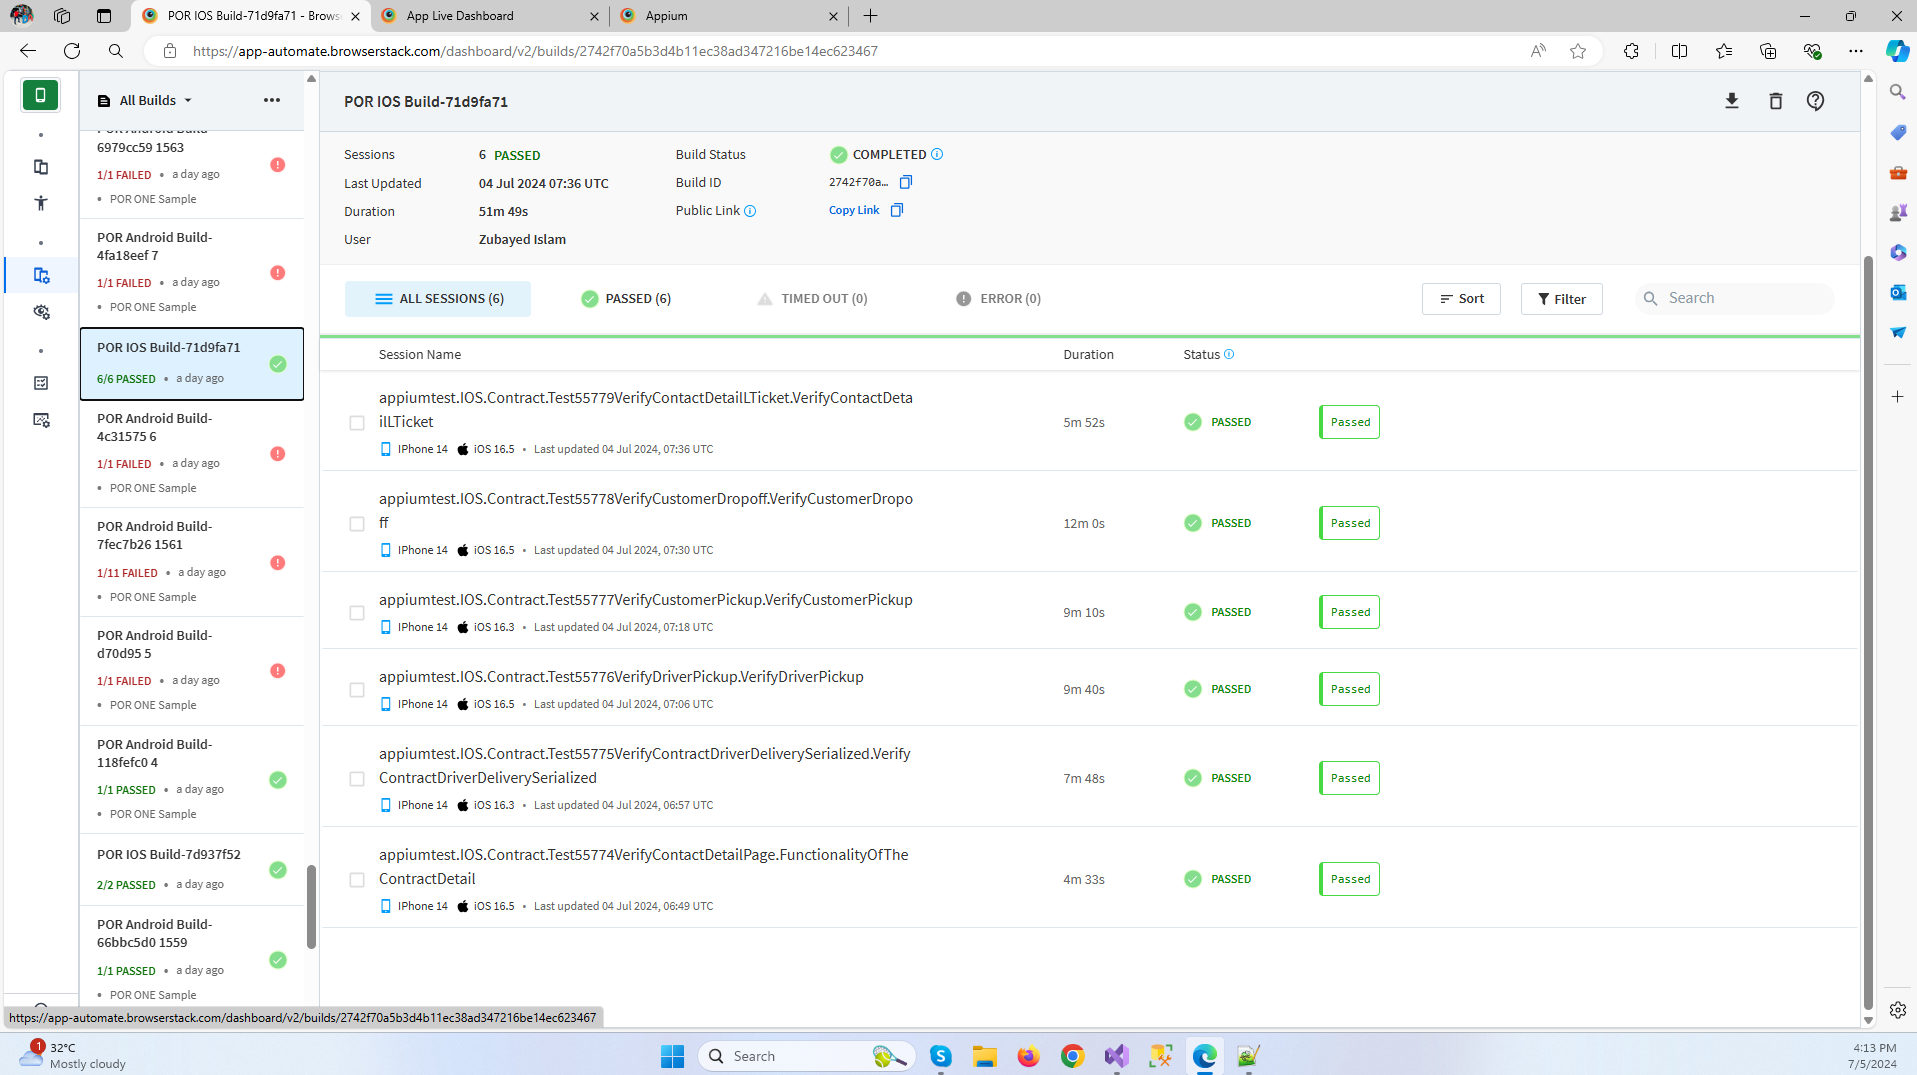 POR IOS Build-71d9fa71 - Brows
App Live Dashboard
Appium
https://app-automate.browserstack.com/dashboard/v2/builds/2742f70a5b3d4b11ec38ad347216be14ec623467
All Builds
POR Android Build-
6979cc59 1563
1/1 FAILED • a day ago
• POR ONE Sample
POR Android Build-
4fa18eef 7
1/1 FAILED • a day ago
• POR ONE Sample
POR IOS Build-71d9fa71
6/6 PASSED • a day ago
POR Android Build-
4c31575 6
1/1 FAILED • a day ago
• POR ONE Sample
POR Android Build-
7fec7b26 1561
1/11 FAILED • a day ago
• POR ONE Sample
POR Android Build-
d70d95 5
1/1 FAILED • a day ago
• POR ONE Sample
POR Android Build-
118fefc0 4
1/1 PASSED • a day ago
• POR ONE Sample
POR IOS Build-7d937f52
2/2 PASSED • a day ago
POR Android Build-
66bbc5d0 1559
1/1 PASSED • a day ago
• POR ONE Sample
POR IOS Build-71d9fa71
Sessions 6 PASSED Build Status COMPLETED
Last Updated 04 Jul 2024 07:36 UTC Build ID 2742f70a...
Duration 51m 49s Public Link Copy Link
User Zubayed Islam
ALL SESSIONS (6) PASSED (6) TIMED OUT (0) ERROR (0) Sort Filter Search
Session Name Duration Status
appiumtest.IOS.Contract.Test55779VerifyContactDetailLTicket.VerifyContactDeta
ilLTicket
5m 52s PASSED Passed
IPhone 14 iOS 16.5 • Last updated 04 Jul 2024, 07:36 UTC
appiumtest.IOS.Contract.Test55778VerifyCustomerDropoff.VerifyCustomerDropo
ff
12m 0s PASSED Passed
IPhone 14 iOS 16.5 • Last updated 04 Jul 2024, 07:30 UTC
appiumtest.IOS.Contract.Test55777VerifyCustomerPickup.VerifyCustomerPickup
9m 10s PASSED Passed
IPhone 14 iOS 16.3 • Last updated 04 Jul 2024, 07:18 UTC
appiumtest.IOS.Contract.Test55776VerifyDriverPickup.VerifyDriverPickup
9m 40s PASSED Passed
IPhone 14 iOS 16.5 • Last updated 04 Jul 2024, 07:06 UTC
appiumtest.IOS.Contract.Test55775VerifyContractDriverDeliverySerialized.Verify
ContractDriverDeliverySerialized
7m 48s PASSED Passed
IPhone 14 iOS 16.3 • Last updated 04 Jul 2024, 06:57 UTC
appiumtest.IOS.Contract.Test55774VerifyContactDetailPage.FunctionalityOfThe
ContractDetail
4m 33s PASSED Passed
IPhone 14 iOS 16.5 • Last updated 04 Jul 2024, 06:49 UTC
https://app-automate.browserstack.com/dashboard/v2/builds/2742f70a5b3d4b11ec38ad347216be14ec623467
1
32°C
Mostly cloudy
Search
4:13 PM
7/5/2024